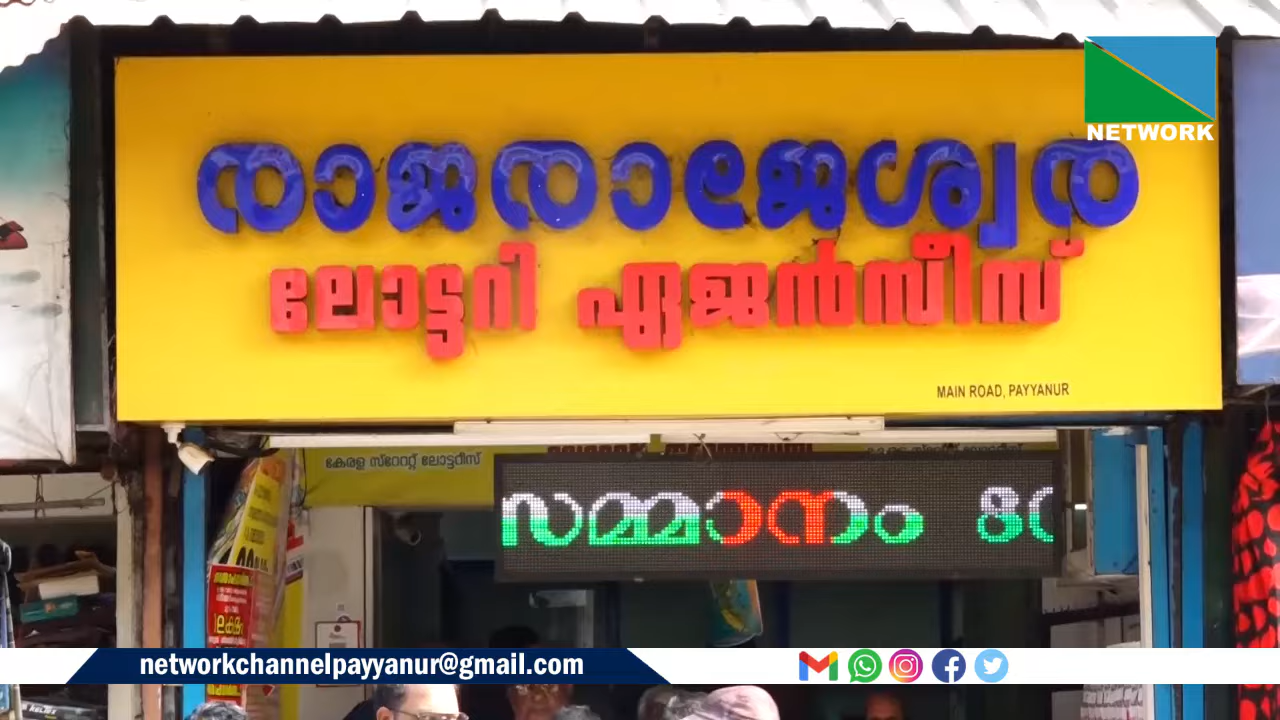 രാജരാജേശ്വര
ലോട്ടറി ഏജൻസീസ്
MAIN ROAD, PAYYANUR
NETWORK
കേരള സ്റ്റേറ്റ് ലോട്ടറീസ്
സമ്മാനം 80
networkchannelpayyanur@gmail.com